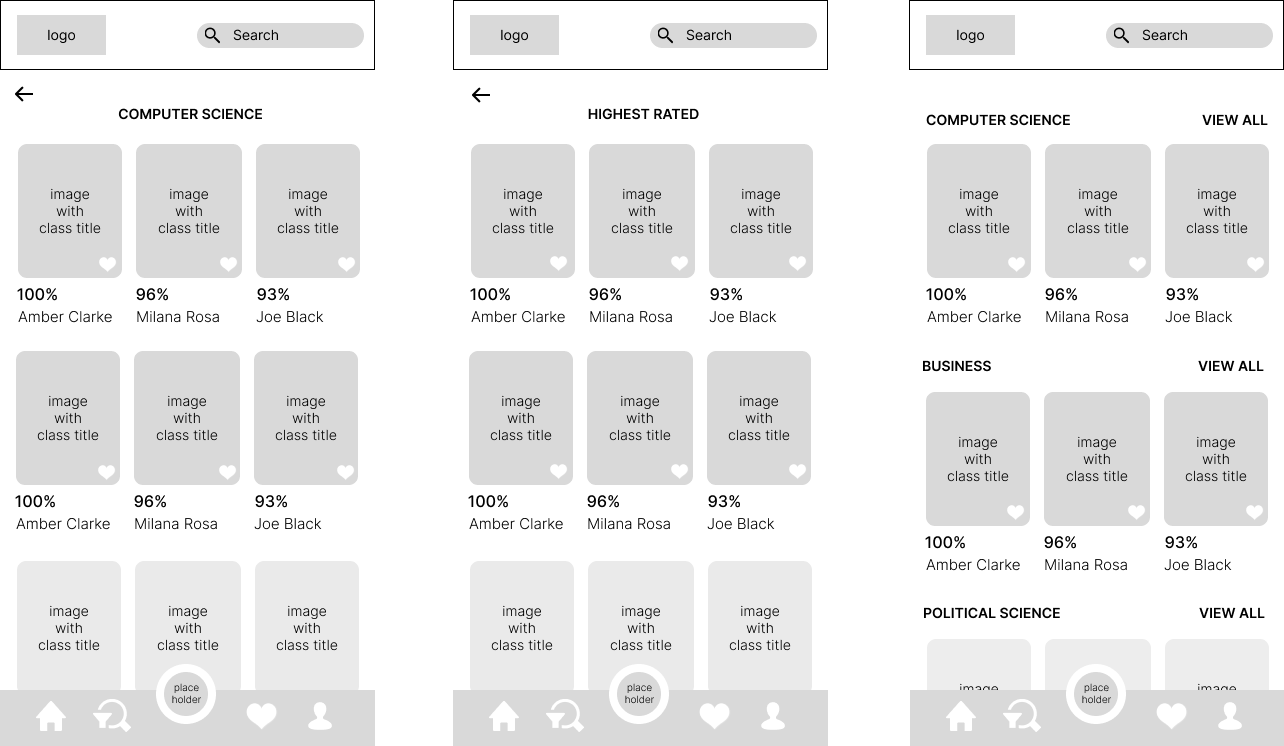 logo
Search
COMPUTER SCIENCE
image
with
class title
image
with
class title
image
with
class title
100%
96%
93%
Amber Clarke
Milana Rosa
Joe Black
image
with
class title
image
with
class title
image
with
class title
100%
96%
93%
Amber Clarke
Milana Rosa
Joe Black
image
with
class title
image
with
class title
image
with
class title
place
holder
logo
Search
HIGHEST RATED
image
with
class title
image
with
class title
image
with
class title
100%
96%
93%
Amber Clarke
Milana Rosa
Joe Black
image
with
class title
image
with
class title
image
with
class title
100%
96%
93%
Amber Clarke
Milana Rosa
Joe Black
image
with
class title
image
with
class title
image
with
class title
place
holder
logo
Search
COMPUTER SCIENCE
VIEW ALL
image
with
class title
image
with
class title
image
with
class title
100%
96%
93%
Amber Clarke
Milana Rosa
Joe Black
BUSINESS
VIEW ALL
image
with
class title
image
with
class title
image
with
class title
100%
96%
93%
Amber Clarke
Milana Rosa
Joe Black
POLITICAL SCIENCE
VIEW ALL
image
image
place
holder